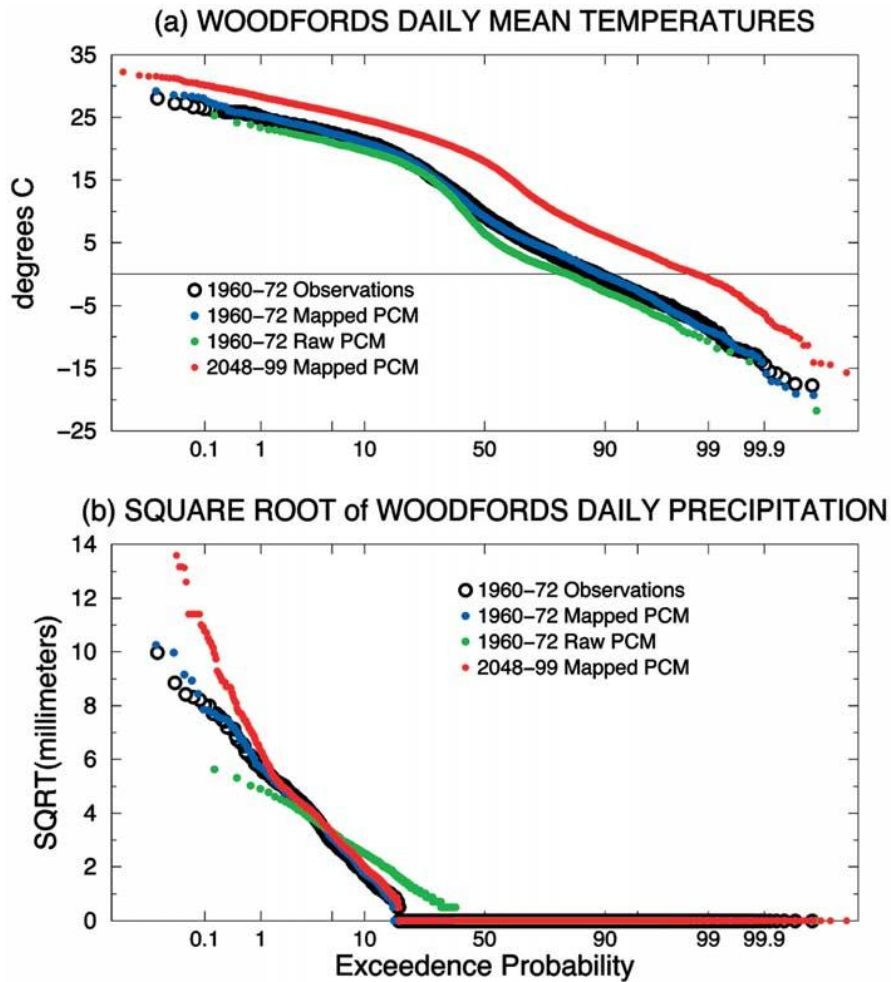 (a) WOODFORDS DAILY MEAN TEMPERATURES
degrees C
35
25
15
5
−5
−15
−25
1960−72 Observations
1960−72 Mapped PCM
1960−72 Raw PCM
2048−99 Mapped PCM
0.1 1 10 50 90 99 99.9
(b) SQUARE ROOT of WOODFORDS DAILY PRECIPITATION
SQRT(millimeters)
14
12
10
8
6
4
2
0
1960−72 Observations
1960−72 Mapped PCM
1960−72 Raw PCM
2048−99 Mapped PCM
0.1 1 10 50 90 99 99.9
Exceedence Probability